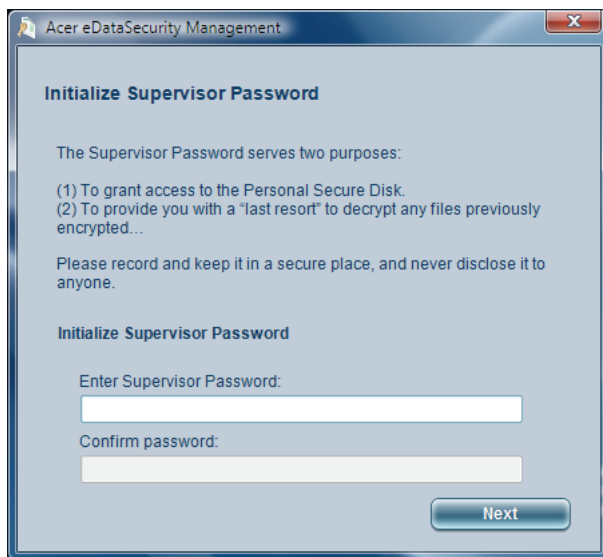 Acer eDataSecurity Management
Initialize Supervisor Password
The Supervisor Password serves two purposes:
(1) To grant access to the Personal Secure Disk.
(2) To provide you with a “last resort” to decrypt any files previously
encrypted...
Please record and keep it in a secure place, and never disclose it to
anyone.
Initialize Supervisor Password
Enter Supervisor Password:
Confirm password:
Next